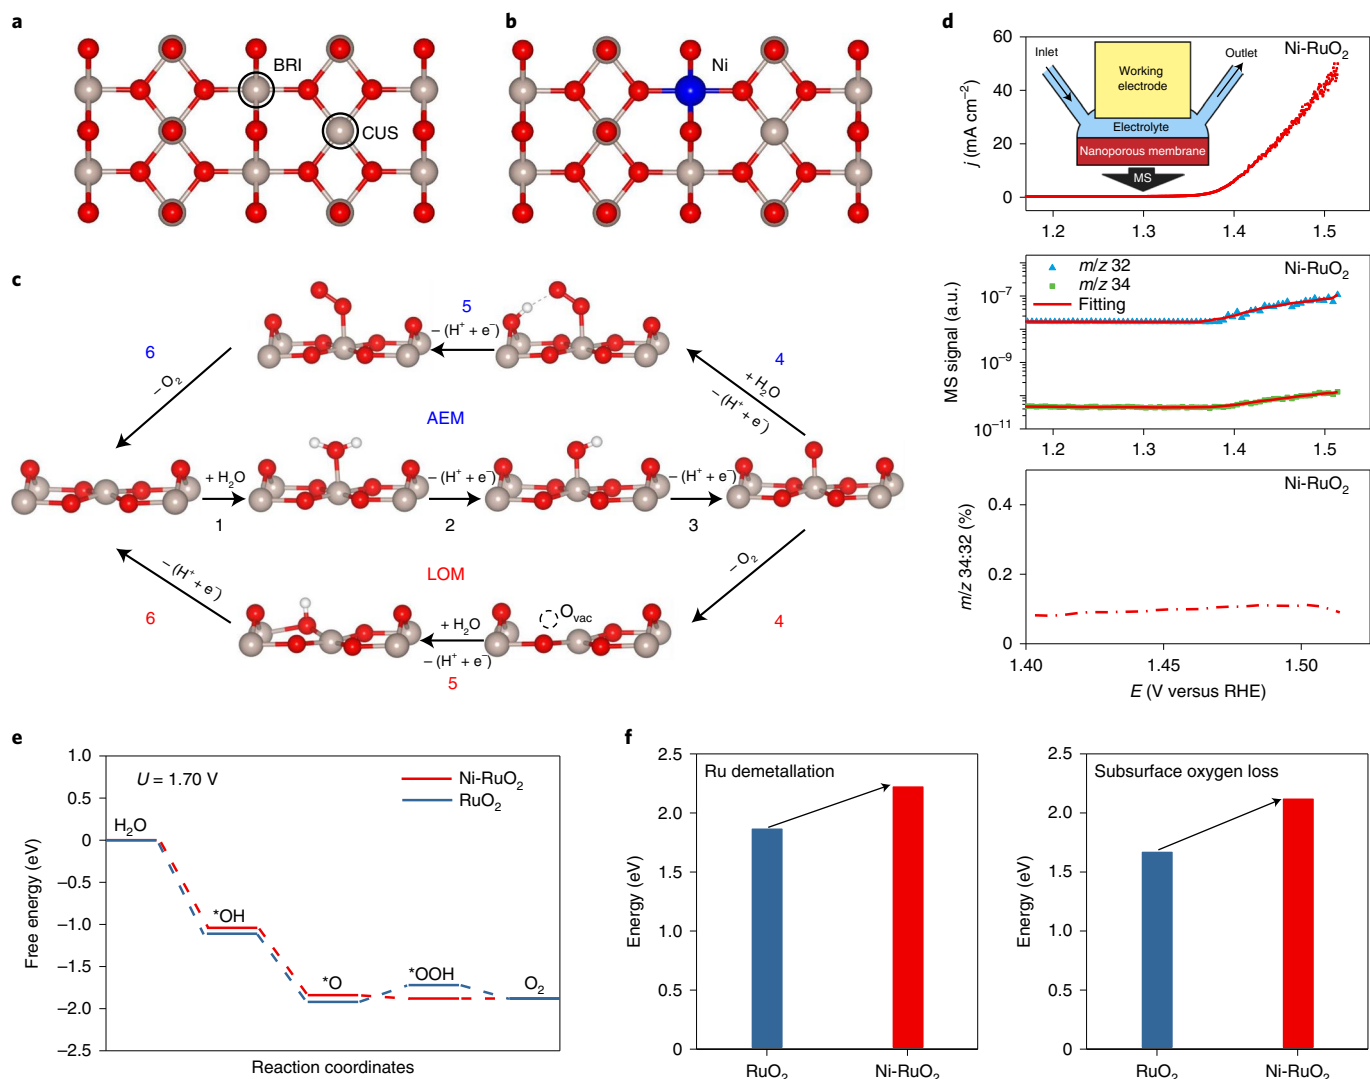 a
BRI
CUS
b
Ni
c
5
– (H⁺ + e⁻)
6
– O₂
4
+ H₂O
– (H⁺ + e⁻)
AEM
+ H₂O
1
– (H⁺ + e⁻)
2
– (H⁺ + e⁻)
3
– (H⁺ + e⁻)
6
LOM
+ H₂O
– (H⁺ + e⁻)
5
Ovac
– O₂
4
d
Ni-RuO₂
Inlet
Outlet
Working
electrode
Electrolyte
Nanoporous membrane
MS
j (mA cm⁻²)
60
40
20
0
1.2
1.3
1.4
1.5
m/z 32
m/z 34
Fitting
Ni-RuO₂
MS signal (a.u.)
10⁻⁷
10⁻⁹
10⁻¹¹
1.2
1.3
1.4
1.5
Ni-RuO₂
m/z 34:32 (%)
0.4
0.2
0
1.40
1.45
1.50
E (V versus RHE)
e
U = 1.70 V
Ni-RuO₂
RuO₂
Free energy (eV)
1.0
0.5
0
–0.5
–1.0
–1.5
–2.0
–2.5
H₂O
*OH
*O
*OOH
O₂
Reaction coordinates
f
Ru demetallation
Energy (eV)
2.5
2.0
1.5
1.0
0.5
0
RuO₂
Ni-RuO₂
Subsurface oxygen loss
Energy (eV)
2.5
2.0
1.5
1.0
0.5
0
RuO₂
Ni-RuO₂